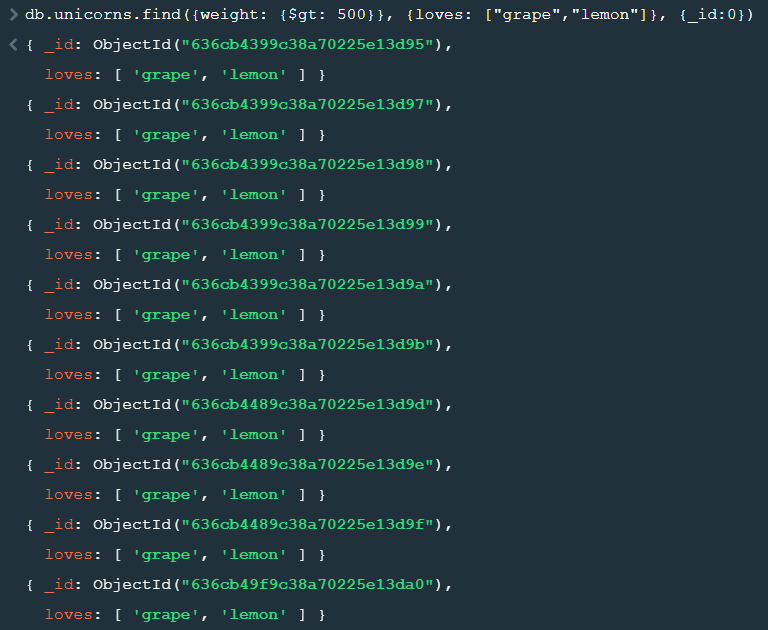 > db.unicorns.find({weight: {$gt: 500}}, {loves: ["grape","lemon"]}, {_id:0})
< { _id: ObjectId("636cb4399c38a70225e13d95"),
loves: [ 'grape', 'lemon' ] }
{ _id: ObjectId("636cb4399c38a70225e13d97"),
loves: [ 'grape', 'lemon' ] }
{ _id: ObjectId("636cb4399c38a70225e13d98"),
loves: [ 'grape', 'lemon' ] }
{ _id: ObjectId("636cb4399c38a70225e13d99"),
loves: [ 'grape', 'lemon' ] }
{ _id: ObjectId("636cb4399c38a70225e13d9a"),
loves: [ 'grape', 'lemon' ] }
{ _id: ObjectId("636cb4399c38a70225e13d9b"),
loves: [ 'grape', 'lemon' ] }
{ _id: ObjectId("636cb4489c38a70225e13d9d"),
loves: [ 'grape', 'lemon' ] }
{ _id: ObjectId("636cb4489c38a70225e13d9e"),
loves: [ 'grape', 'lemon' ] }
{ _id: ObjectId("636cb4489c38a70225e13d9f"),
loves: [ 'grape', 'lemon' ] }
{ _id: ObjectId("636cb49f9c38a70225e13da0"),
loves: [ 'grape', 'lemon' ] }